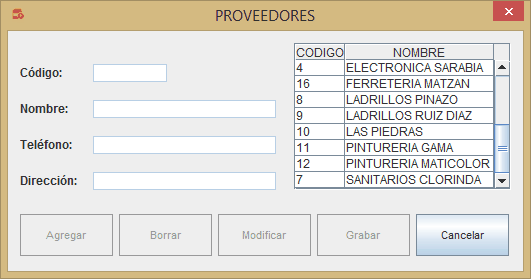 PROVEEDORES
Código:
Nombre:
Teléfono:
Dirección:
CODIGO NOMBRE
4 ELECTRONICA SARABIA
16 FERRETERIA MATZAN
8 LADRILLOS PINAZO
9 LADRILLOS RUIZ DIAZ
10 LAS PIEDRAS
11 PINTURERIA GAMA
12 PINTURERIA MATICOLOR
7 SANITARIOS CLORINDA
Agregar Borrar Modificar Grabar Cancelar